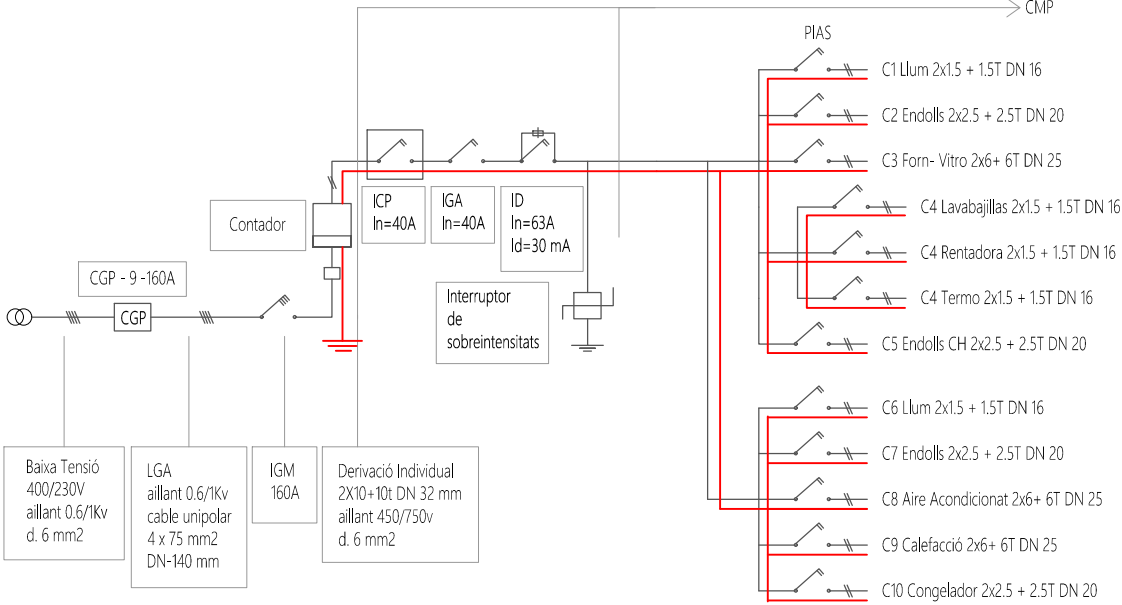 CMP
PIAS
C1 Llum 2x1.5 + 1.5T DN 16
C2 Endolls 2x2.5 + 2.5T DN 20
C3 Forn- Vitro 2x6+ 6T DN 25
C4 Lavabajillas 2x1.5 + 1.5T DN 16
C4 Rentadora 2x1.5 + 1.5T DN 16
C4 Termo 2x1.5 + 1.5T DN 16
C5 Endolls CH 2x2.5 + 2.5T DN 20
C6 Llum 2x1.5 + 1.5T DN 16
C7 Endolls 2x2.5 + 2.5T DN 20
C8 Aire Acondicionat 2x6+ 6T DN 25
C9 Calefacció 2x6+ 6T DN 25
C10 Congelador 2x2.5 + 2.5T DN 20
ICP
In=40A
IGA
In=40A
ID
In=63A
Id=30 mA
Contador
CGP - 9 -160A
CGP
Interruptor
de
sobreintensitats
Baixa Tensió
400/230V
aillant 0.6/1Kv
d. 6 mm2
LGA
aillant 0.6/1Kv
cable unipolar
4 x 75 mm2
DN-140 mm
IGM
160A
Derivació Individual
2X10+10t DN 32 mm
aillant 450/750v
d. 6 mm2